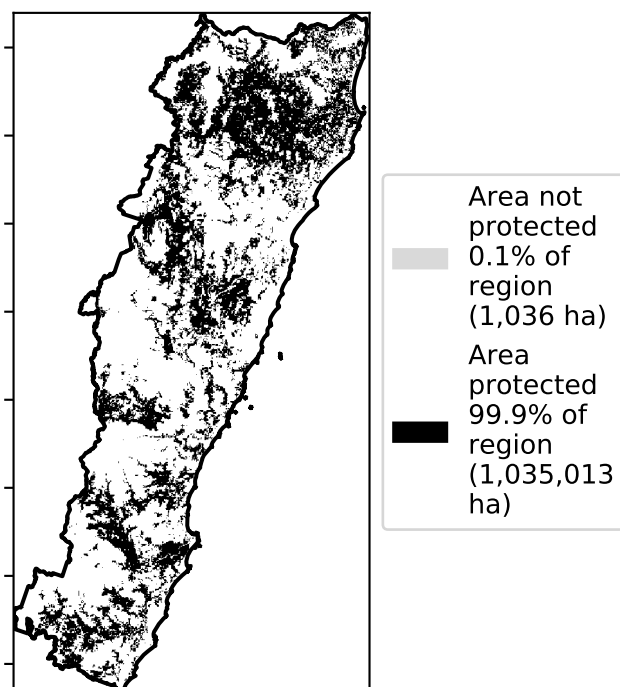 Area not
protected
0.1% of
region
(1,036 ha)
Area
protected
99.9% of
region
(1,035,013
ha)